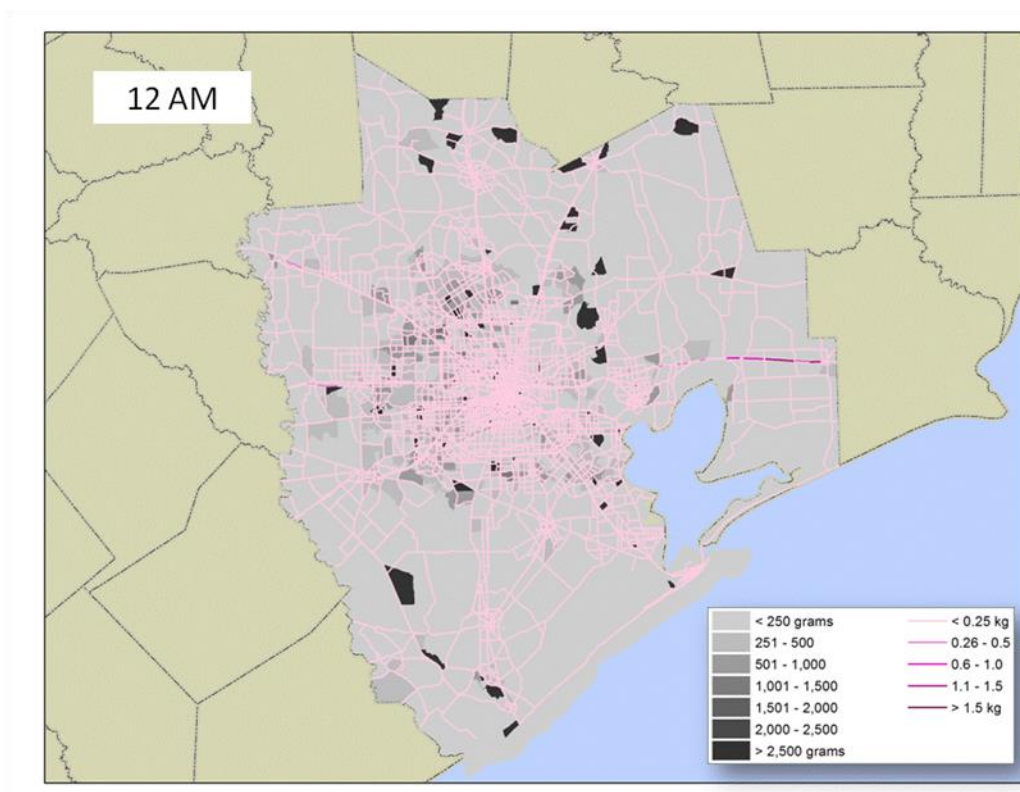 12 AM
< 250 grams
251 - 500
501 - 1,000
1,001 - 1,500
1,501 - 2,000
2,000 - 2,500
> 2,500 grams
< 0.25 kg
0.26 - 0.5
0.6 - 1.0
1.1 - 1.5
> 1.5 kg